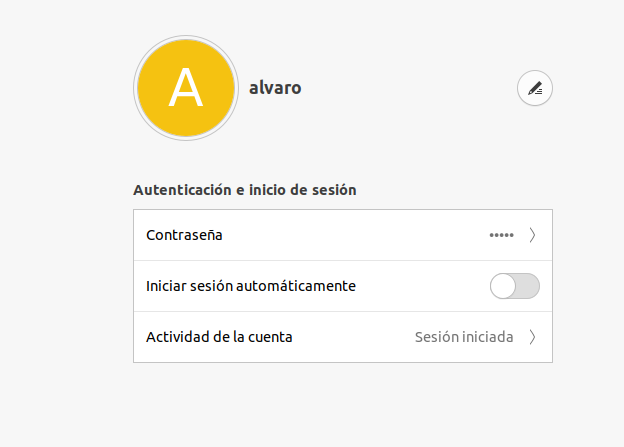 A
alvaro
Autenticación e inicio de sesión
Contraseña •••••
Iniciar sesión automáticamente
Actividad de la cuenta Sesión iniciada